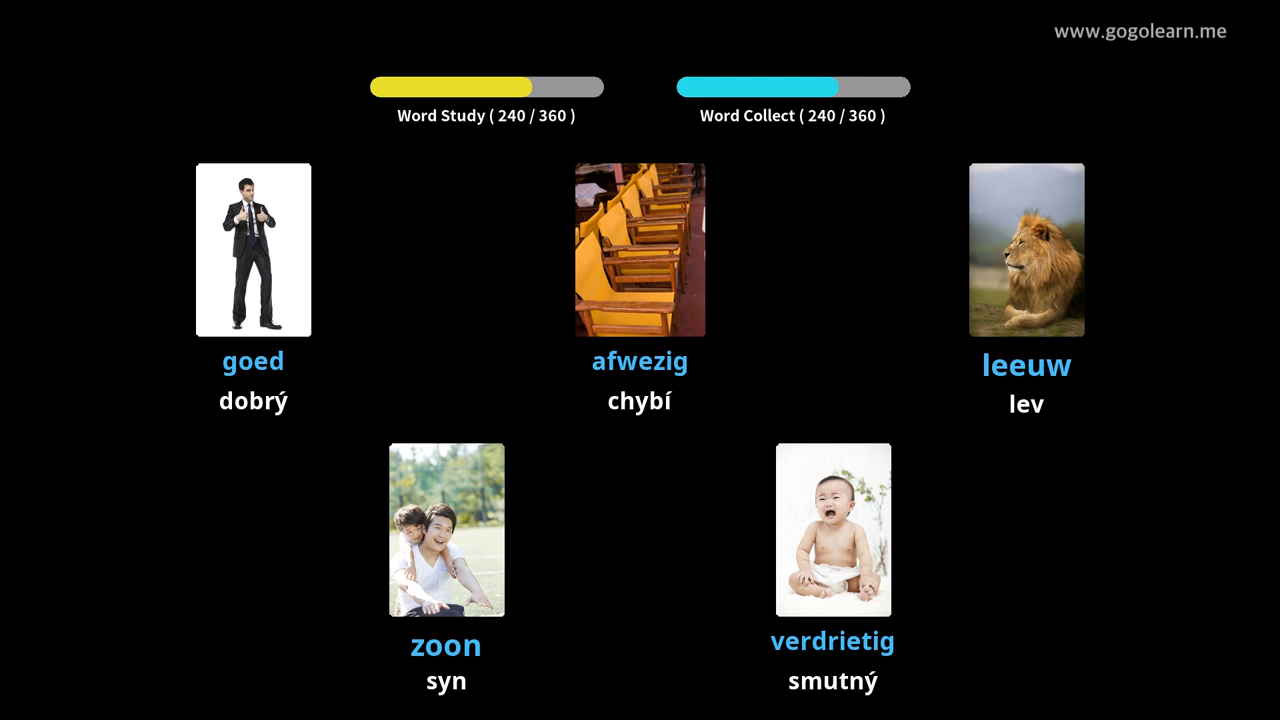 www.gogolearn.me
Word Study ( 240 / 360 )
Word Collect ( 240 / 360 )
goed
dobrý
afwezig
chybí
leeuw
lev
zoon
syn
verdrietig
smutný